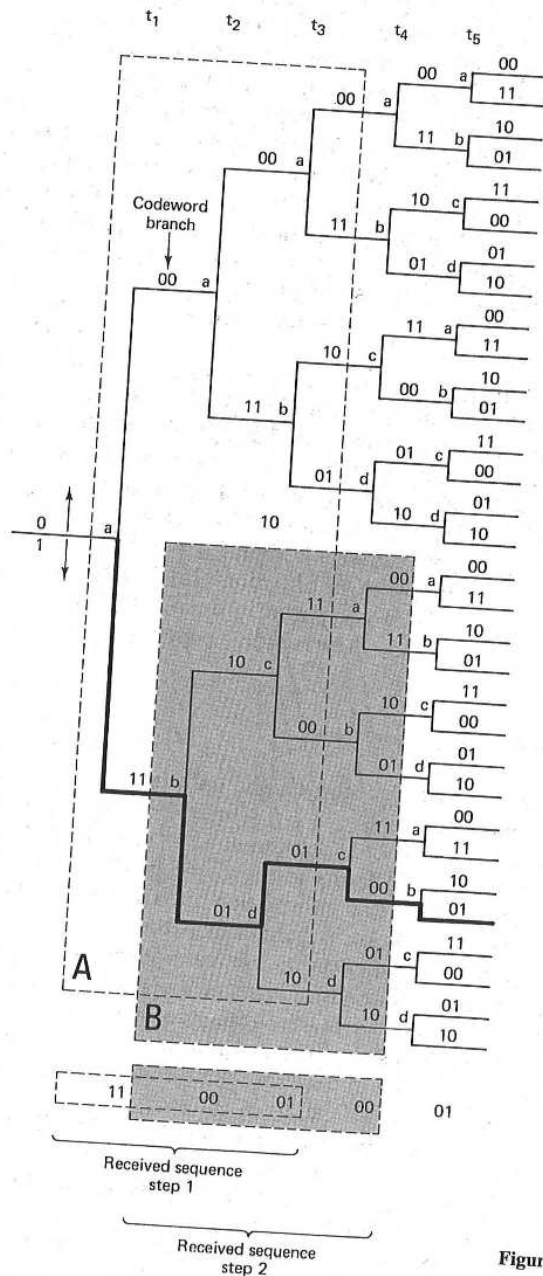 t1 t2 t3 t4 t5
00
00 a
11
00 a
10
11 b
01
00 a
11
10 c
00
Codeword
branch
11 b
01
01 d
10
00 a
00
11 a
11
10 c
10
00 b
01
11 b
11
01 c
00
01 d
01
10 d
10
0
1
a
10
00
00 a
11
11 a
10
11 b
01
10 c
11
10 c
00
00 b
01
01 d
10
11 b
00
11 a
11
01 c
10
00 b
01
01 d
11
01 c
00
10 d
01
10 d
10
A
B
11 00 01 00 01
Received sequence
step 1
Received sequence
step 2
Figur